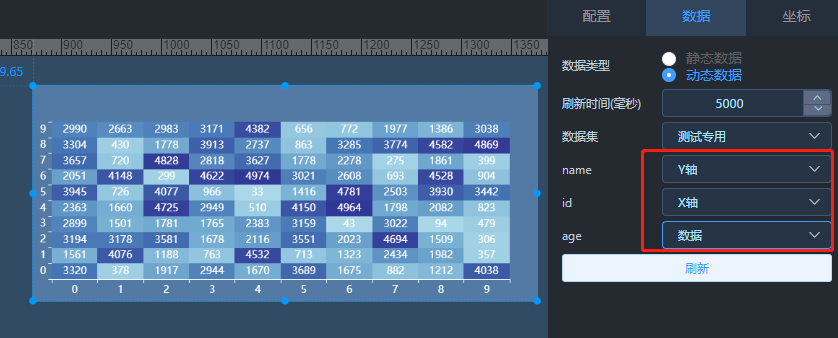 配置 数据 坐标
850 900 950 1000 1050 1100 1150 1200 1250 1300 1350
9.65
数据类型
静态数据
动态数据
刷新时间(毫秒) 5000
数据集 测试专用
name Y轴
id X轴
age 数据
刷新
9 2990 2663 2983 3171 4382 656 772 1977 1386 3038
8 3304 430 1778 3913 2737 863 3285 3774 4582 4869
7 3657 720 4828 2818 3627 1778 2278 275 1861 399
6 2051 4148 299 4622 4974 3021 2608 693 4528 904
5 3945 726 4077 966 33 1416 4781 2503 3930 3442
4 2363 1660 4725 2949 510 4150 4964 1798 2082 823
3 2899 1501 1781 1765 2383 3159 43 3022 94 479
2 3194 3178 3581 1678 2116 3551 2023 4694 1509 306
1 1561 4076 1188 763 4532 713 1323 2434 1982 357
0 3320 378 1917 2944 1670 3689 1675 882 1212 4038
0 1 2 3 4 5 6 7 8 9